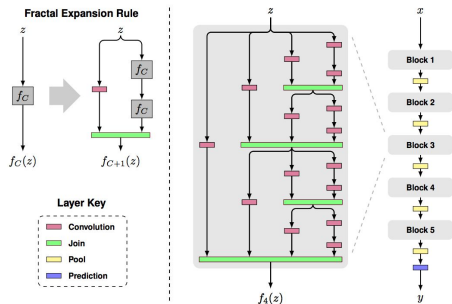 Fractal Expansion Rule
z
z
f_C
f_C
f_C
f_C(z)
f_{C+1}(z)
Layer Key
Convolution
Join
Pool
Prediction
z
f_4(z)
x
Block 1
Block 2
Block 3
Block 4
Block 5
y